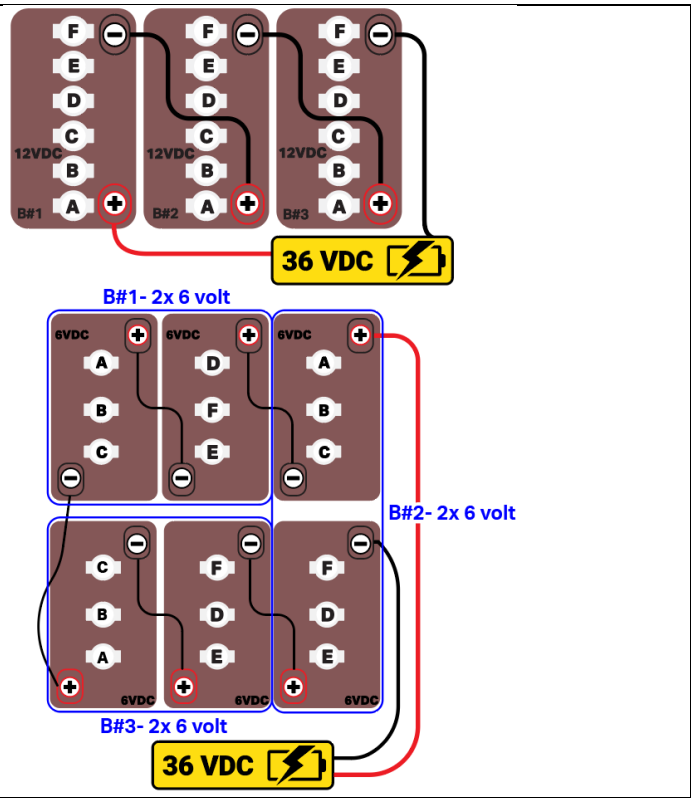 F F F
E E E
D D D
C C C
12VDC 12VDC 12VDC
B B B
A A A
B#1 B#2 B#3
36 VDC
B#1- 2x 6 volt
6VDC 6VDC
A D A
B F B
C E C
B#2- 2x 6 volt
C F F
B D D
A E E
6VDC 6VDC 6VDC
B#3- 2x 6 volt
36 VDC